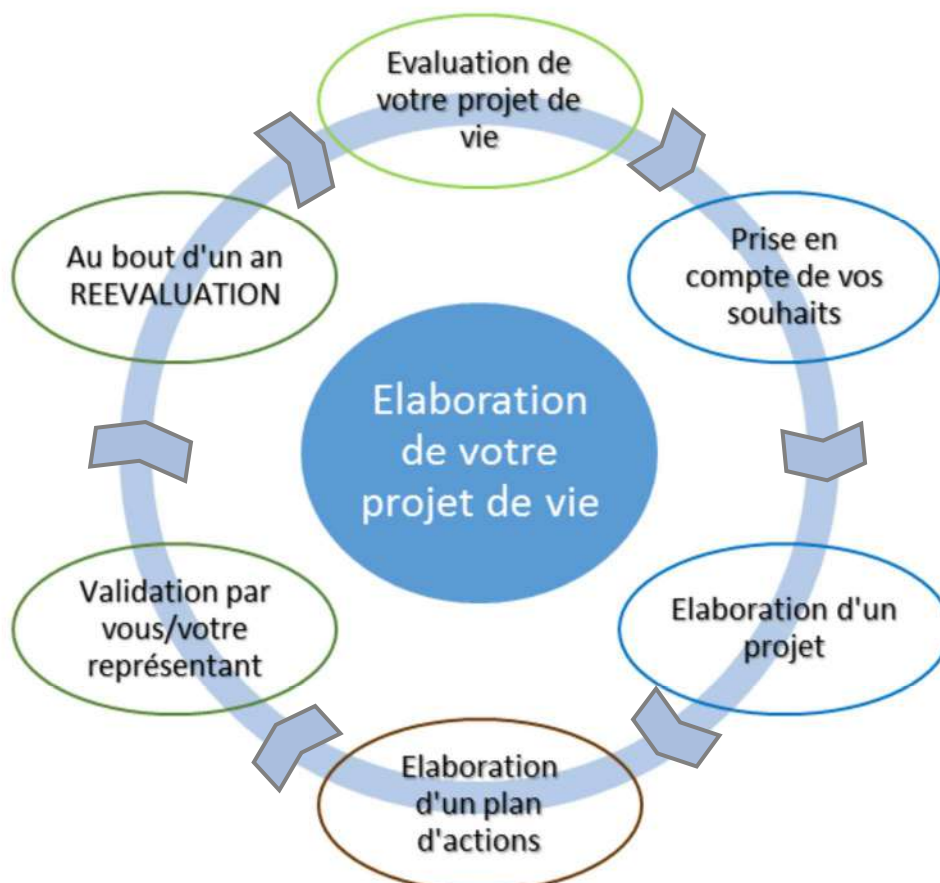 Evaluation de
votre projet de
vie
Prise en
compte de vos
souhaits
Elaboration d'un
projet
Elaboration
d'un plan
d'actions
Validation par
vous/votre
représentant
Au bout d'un an
REEVALUATION
Elaboration
de votre
projet de vie